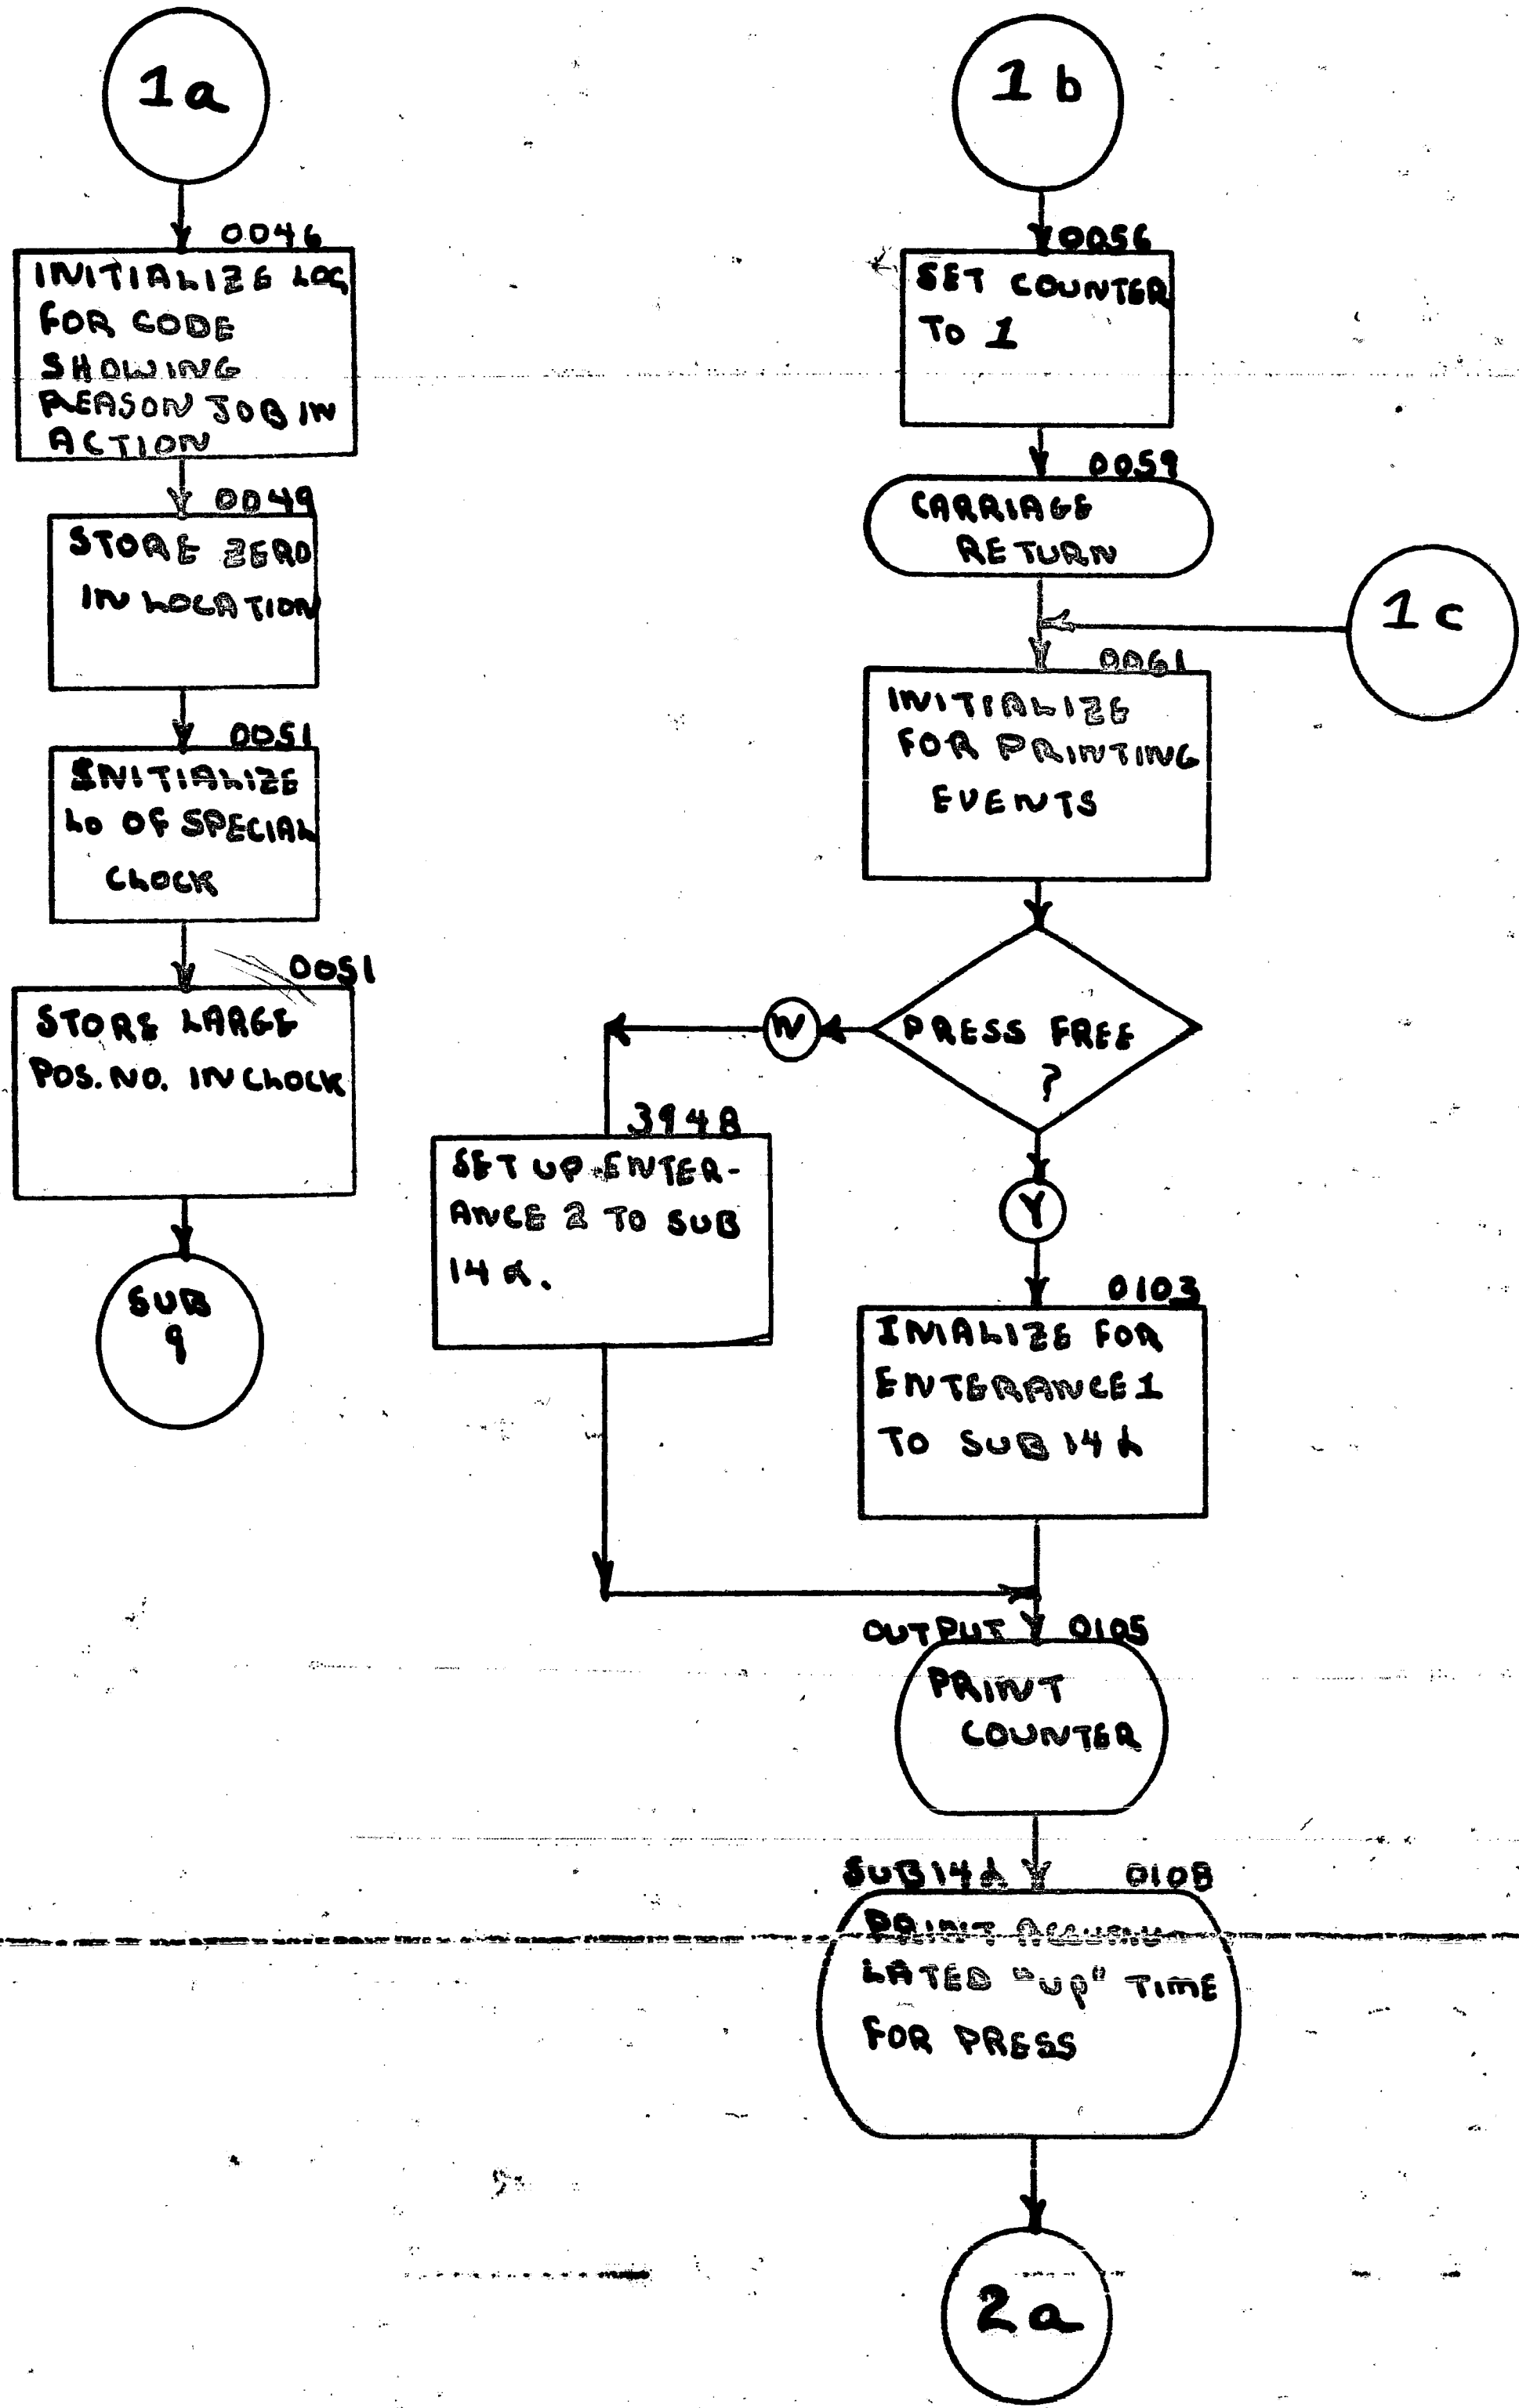 1a
0046
INITIALIZE LOC
FOR CODE
SHOWING
REASON JOB IN
ACTION
0049
STORE ZERO
IN LOCATION
0051
INITIALIZE
LO OF SPECIAL
CLOCK
0051
STORE LARGE
POS. NO. IN CLOCK
SUB
9
1 b
0056
SET COUNTER
TO 1
0059
CARRIAGE
RETURN
1 c
0061
INITIALIZE
FOR PRINTING
EVENTS
PRESS FREE
?
N
3948
SET UP ENTER-
ANCE 2 TO SUB
14 α.
Y
0103
INIALIZE FOR
ENTERANCE 1
TO SUB 14
OUTPUT 0105
PRINT
COUNTER
SUB 14 0108
PRINT ACCUMU-
LATED "UP" TIME
FOR PRESS
2a